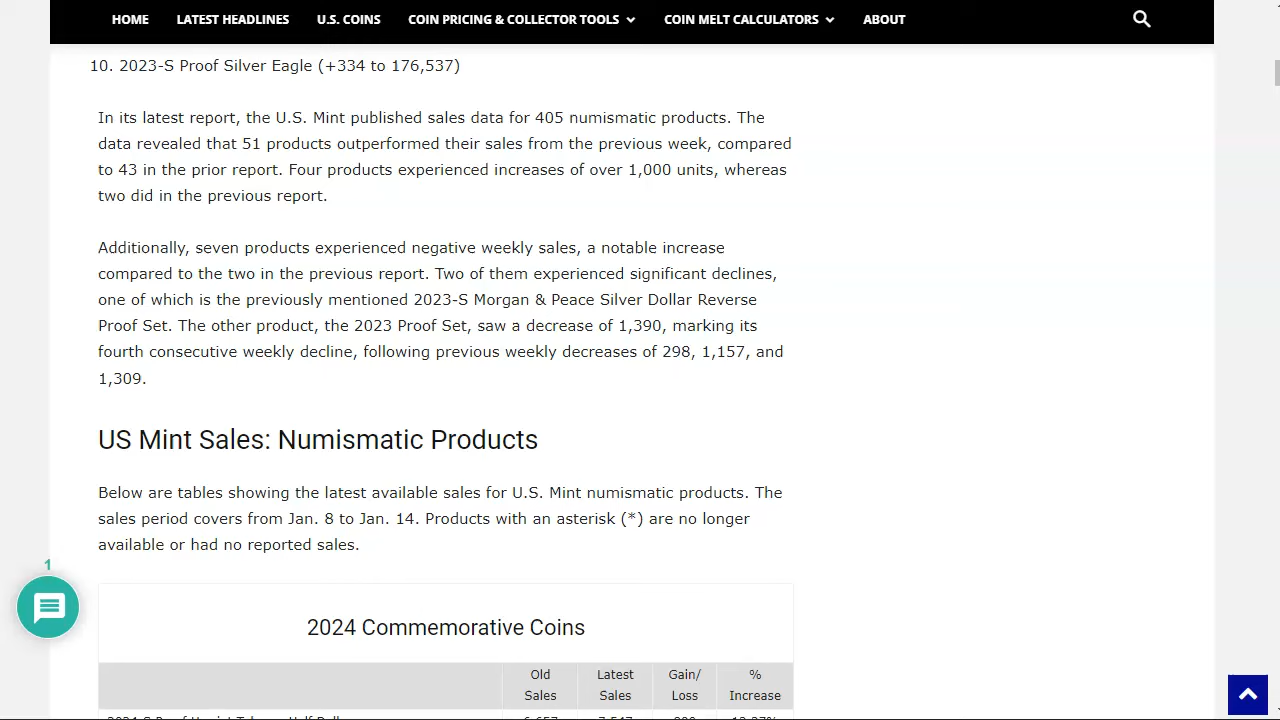 HOME LATEST HEADLINES U.S. COINS COIN PRICING & COLLECTOR TOOLS COIN MELT CALCULATORS ABOUT
10. 2023-S Proof Silver Eagle (+334 to 176,537)
In its latest report, the U.S. Mint published sales data for 405 numismatic products. The
data revealed that 51 products outperformed their sales from the previous week, compared
to 43 in the prior report. Four products experienced increases of over 1,000 units, whereas
two did in the previous report.
Additionally, seven products experienced negative weekly sales, a notable increase
compared to the two in the previous report. Two of them experienced significant declines,
one of which is the previously mentioned 2023-S Morgan & Peace Silver Dollar Reverse
Proof Set. The other product, the 2023 Proof Set, saw a decrease of 1,390, marking its
fourth consecutive weekly decline, following previous weekly decreases of 298, 1,157, and
1,309.
US Mint Sales: Numismatic Products
Below are tables showing the latest available sales for U.S. Mint numismatic products. The
sales period covers from Jan. 8 to Jan. 14. Products with an asterisk (*) are no longer
available or had no reported sales.
1
2024 Commemorative Coins
Old Latest Gain/ %
Sales Sales Loss Increase